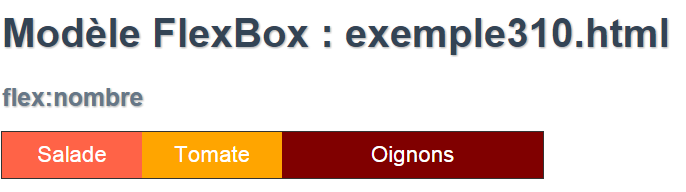 Modèle FlexBox : exemple310.html
flex:nombre
Salade Tomate Oignons